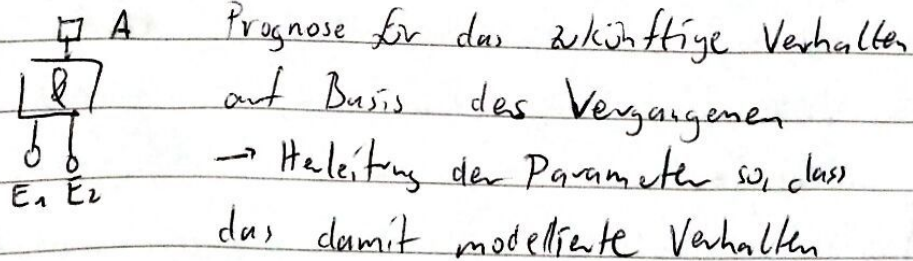 A
Prognose für das zukünftige Verhalten
&
auf Basis des Vergangenen
→ Herleitung der Parameter so, dass
E1 E2
das damit modellierte Verhalten